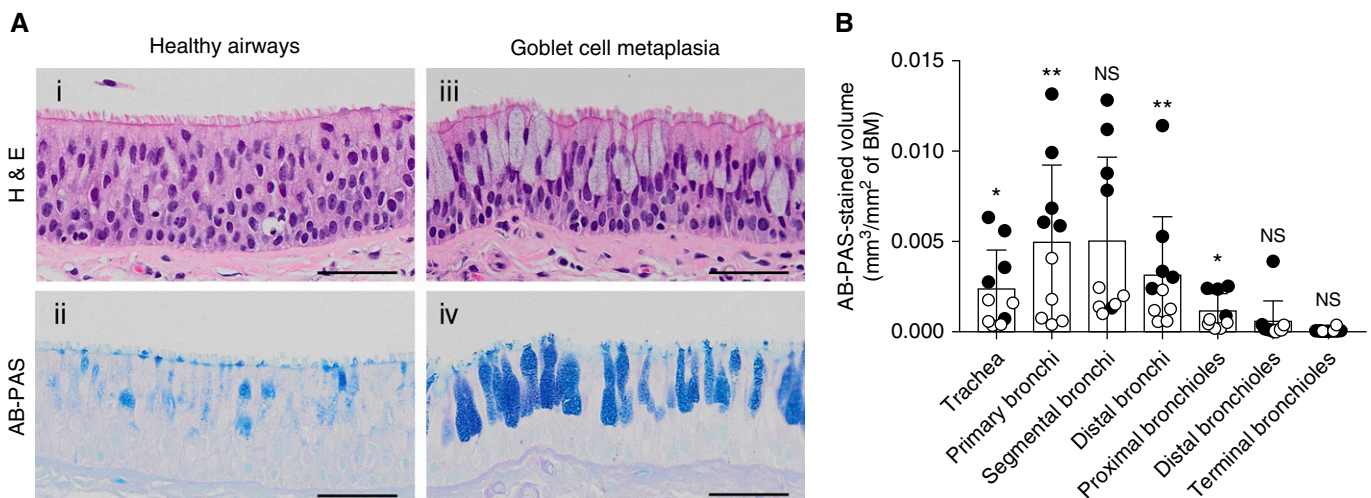 A
Healthy airways
Goblet cell metaplasia
H & E
i
iii
AB-PAS
ii
iv
B
AB-PAS-stained volume
(mm³/mm² of BM)
0.015
0.010
0.005
0.000
*
**
NS
**
*
NS
NS
Trachea
Primary bronchi
Segmental bronchi
Distal bronchi
Proximal bronchioles
Distal bronchioles
Terminal bronchioles